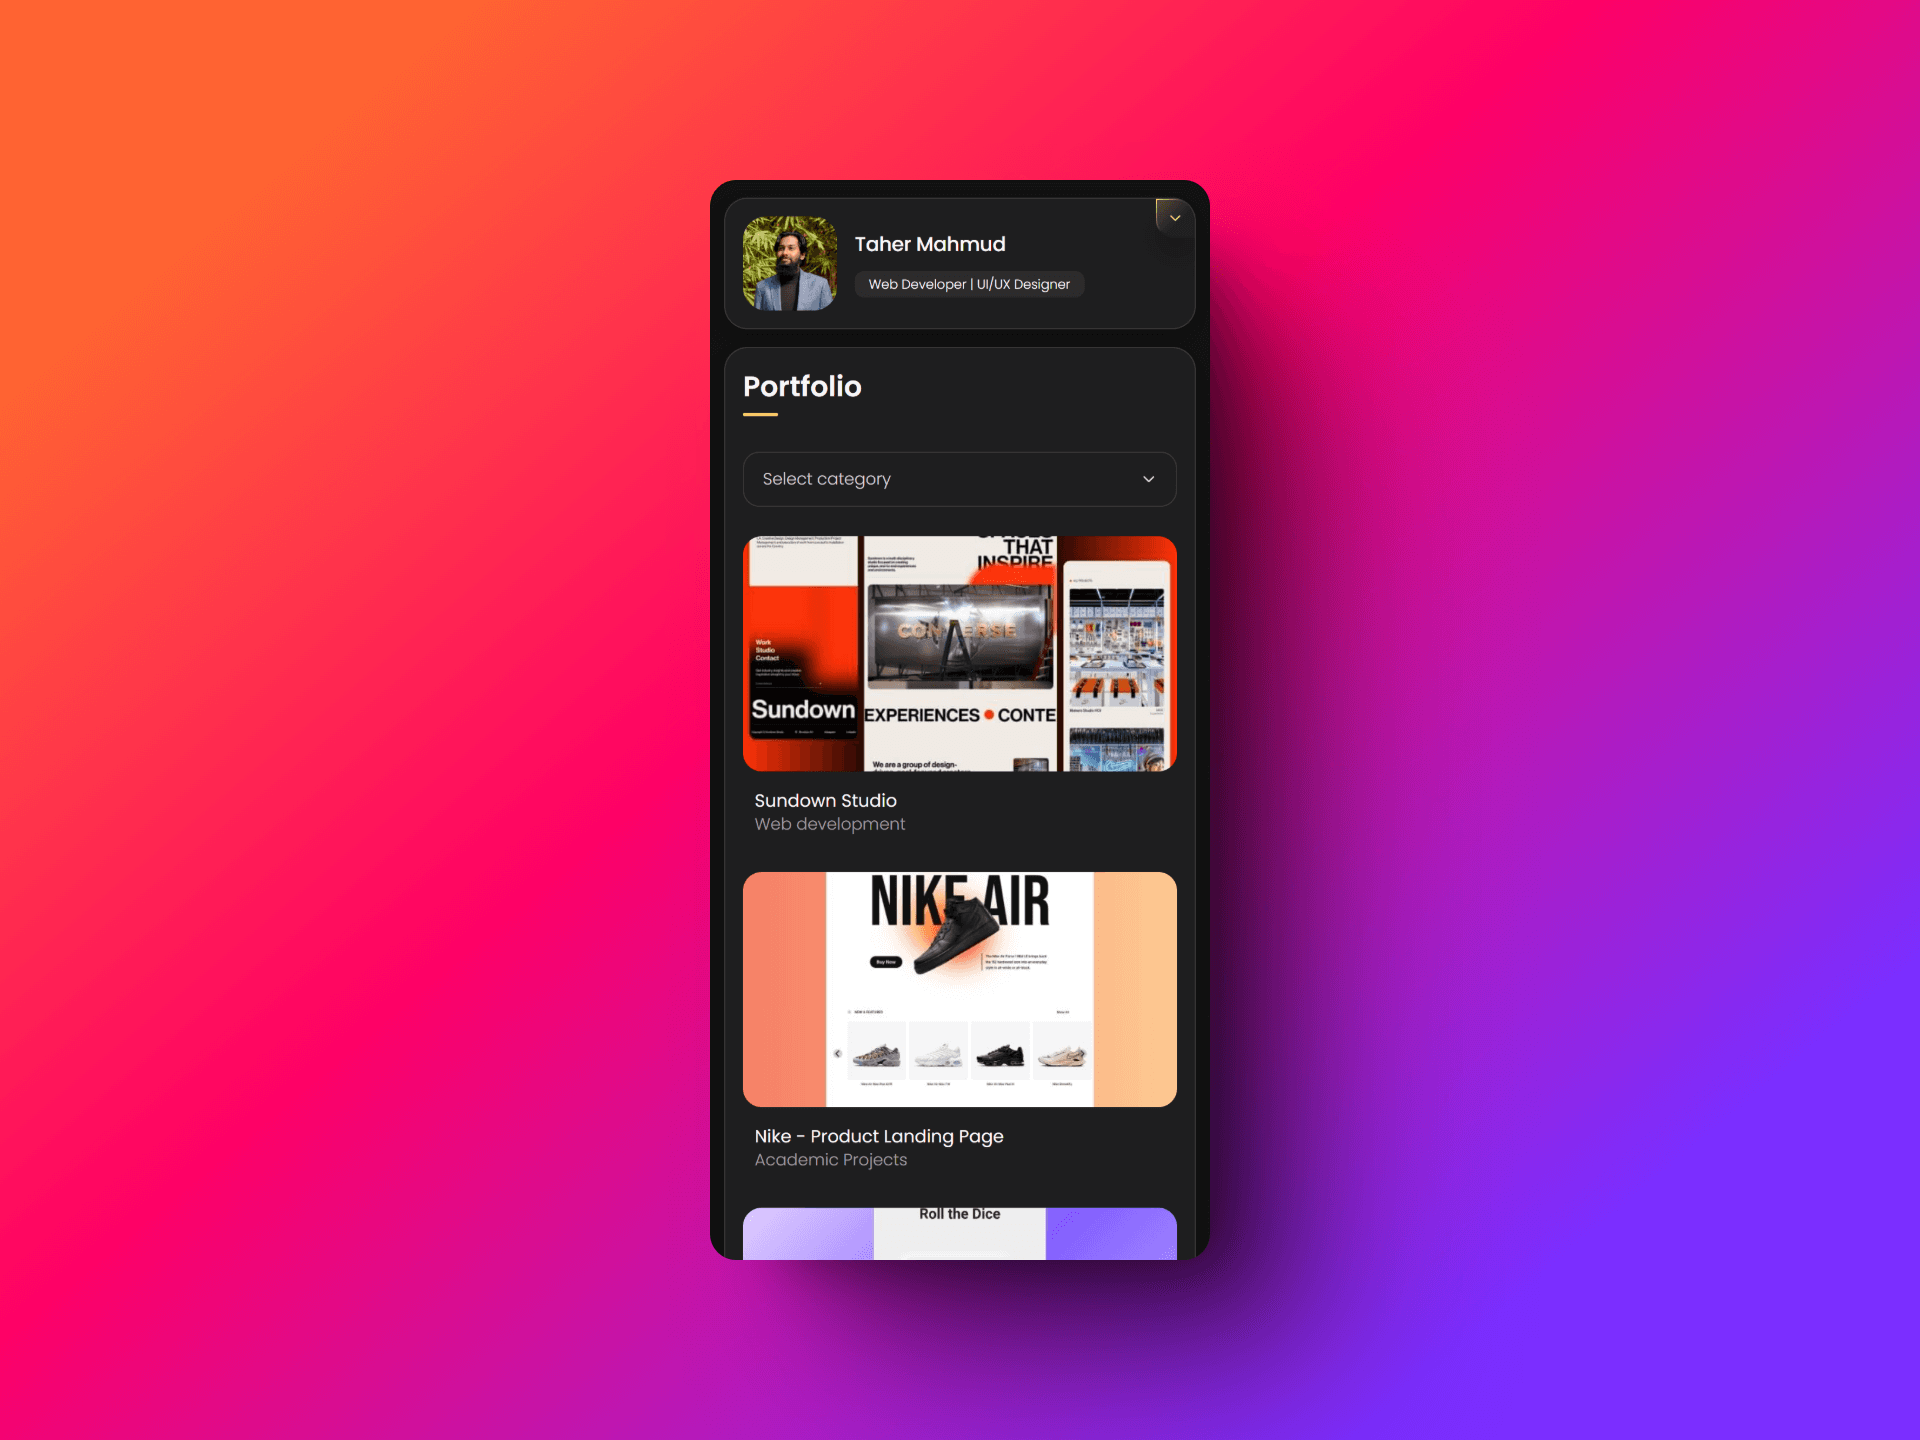 Taher Mahmud
Web Developer | UI/UX Designer
Portfolio
Select category
THAT
INSPIRE
CONVERSE
Work
Studio
Contact
Sundown
EXPERIENCES • CONTE
We are a group of design-
Sundown Studio
Web development
NIKE AIR
Buy Now
Nike - Product Landing Page
Academic Projects
Roll the Dice